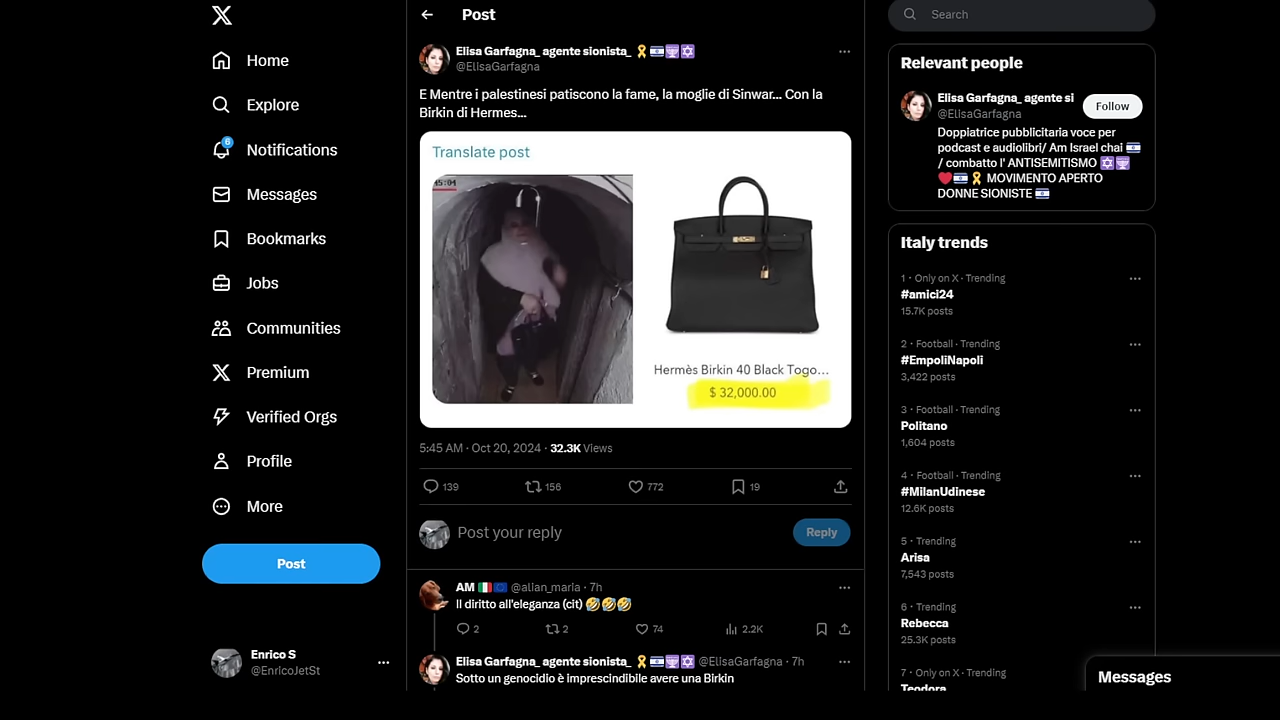 Home
Explore
6
Notifications
Messages
Bookmarks
Jobs
Communities
Premium
Verified Orgs
Profile
More
Post
Enrico S
@EnricoJetSt
Post
Elisa Garfagna_ agente sionista_
@ElisaGarfagna
E Mentre i palestinesi patiscono la fame, la moglie di Sinwar... Con la
Birkin di Hermes...
Translate post
45:04
Hermès Birkin 40 Black Togo...
$ 32,000.00
5:45 AM · Oct 20, 2024 · 32.3K Views
139 156 772 19
Post your reply
Reply
AM @allan_maria · 7h
Il diritto all'eleganza (cit) 🤣🤣🤣
2 2 74 2.2K
Elisa Garfagna_ agente sionista_ @ElisaGarfagna · 7h
Sotto un genocidio è imprescindibile avere una Birkin
Search
Relevant people
Elisa Garfagna_ agente si
@ElisaGarfagna
Follow
Doppiatrice pubblicitaria voce per
podcast e audiolibri/ Am Israel chai 🇮🇱
/ combatto l' ANTISEMITISMO ✡️🕎
❤️🇮🇱🎗️ MOVIMENTO APERTO
DONNE SIONISTE 🇮🇱
Italy trends
1 · Only on X · Trending
#amici24
15.7K posts
2 · Football · Trending
#EmpoliNapoli
3,422 posts
3 · Football · Trending
Politano
1,604 posts
4 · Football · Trending
#MilanUdinese
12.6K posts
5 · Trending
Arisa
7,543 posts
6 · Trending
Rebecca
25.3K posts
7 · Only on X · Trending
Teodora
Messages